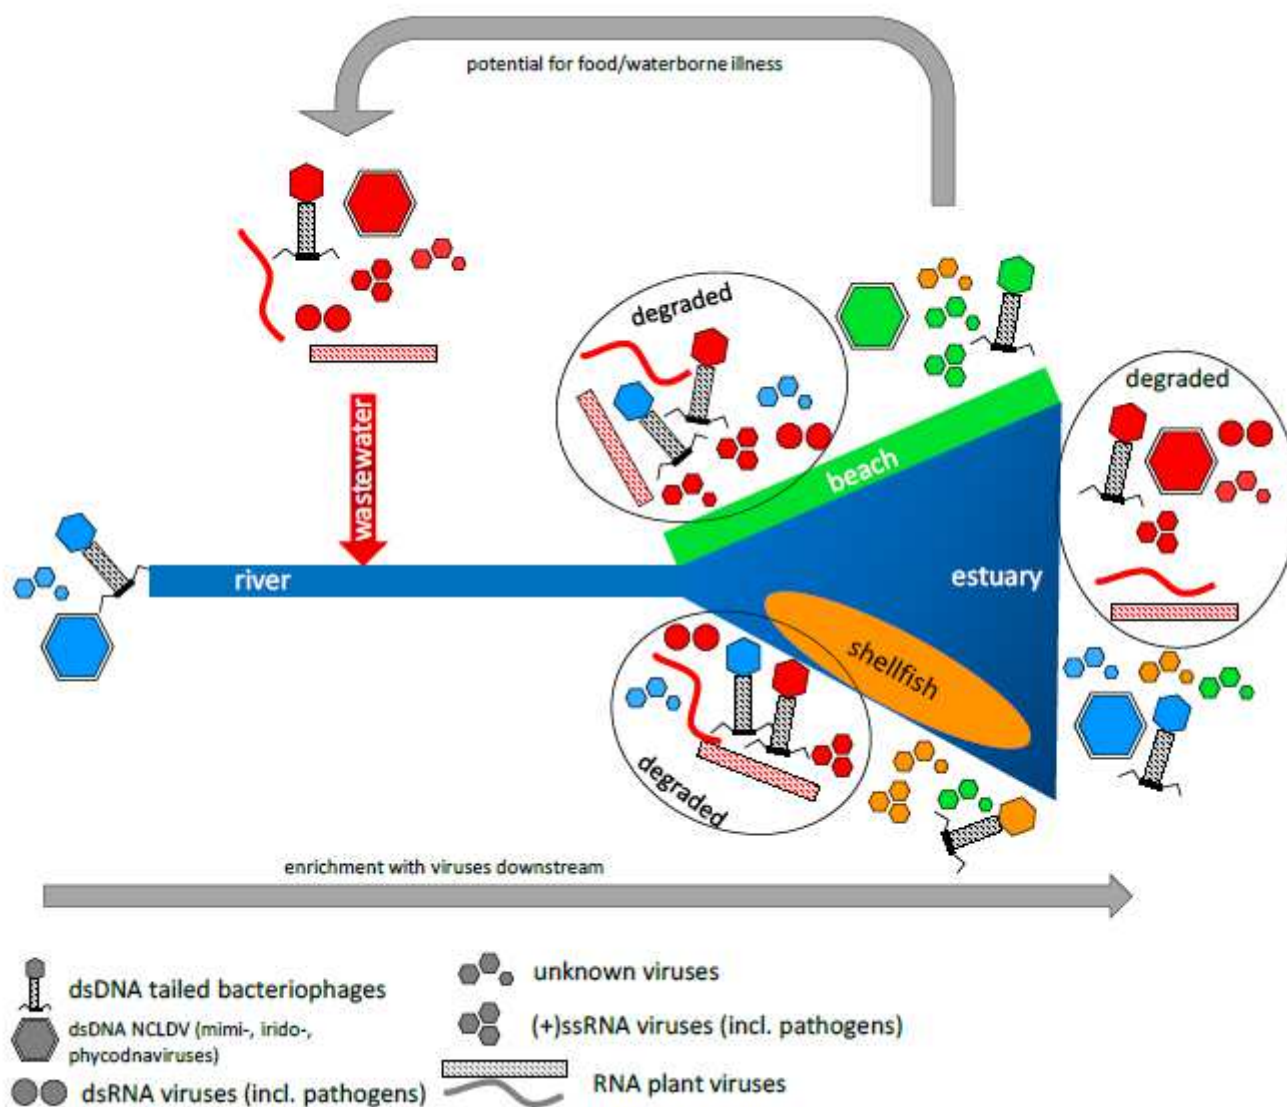 potential for food/waterborne illness
degraded
degraded
wastewater
beach
river
estuary
shellfish
degraded
enrichment with viruses downstream
dsDNA tailed bacteriophages
dsDNA NCLDV (mimi-, irido-,
phycodnaviruses)
dsRNA viruses (incl. pathogens)
unknown viruses
(+)ssRNA viruses (incl. pathogens)
RNA plant viruses